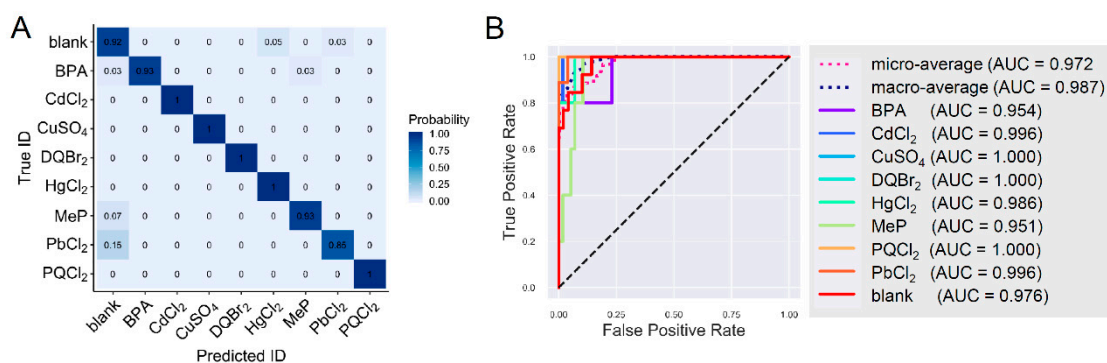 A
blank 0.92 0 0 0 0 0.05 0 0.03 0
BPA 0.03 0.93 0 0 0 0 0.03 0 0
CdCl2 0 0 1 0 0 0 0 0 0
CuSO4 0 0 0 1 0 0 0 0 0
DQBr2 0 0 0 0 1 0 0 0 0
HgCl2 0 0 0 0 0 1 0 0 0
MeP 0.07 0 0 0 0 0 0.93 0 0
PbCl2 0.15 0 0 0 0 0 0 0.85 0
PQCl2 0 0 0 0 0 0 0 0 1
True ID
blank BPA CdCl2 CuSO4 DQBr2 HgCl2 MeP PbCl2 PQCl2
Predicted ID
Probability
1.00
0.75
0.50
0.25
0.00
B
True Positive Rate
1.0
0.8
0.6
0.4
0.2
0.0
0.00 0.25 0.50 0.75 1.00
False Positive Rate
micro-average (AUC = 0.972
macro-average (AUC = 0.987)
BPA (AUC = 0.954)
CdCl2 (AUC = 0.996)
CuSO4 (AUC = 1.000)
DQBr2 (AUC = 1.000)
HgCl2 (AUC = 0.986)
MeP (AUC = 0.951)
PQCl2 (AUC = 1.000)
PbCl2 (AUC = 0.996)
blank (AUC = 0.976)